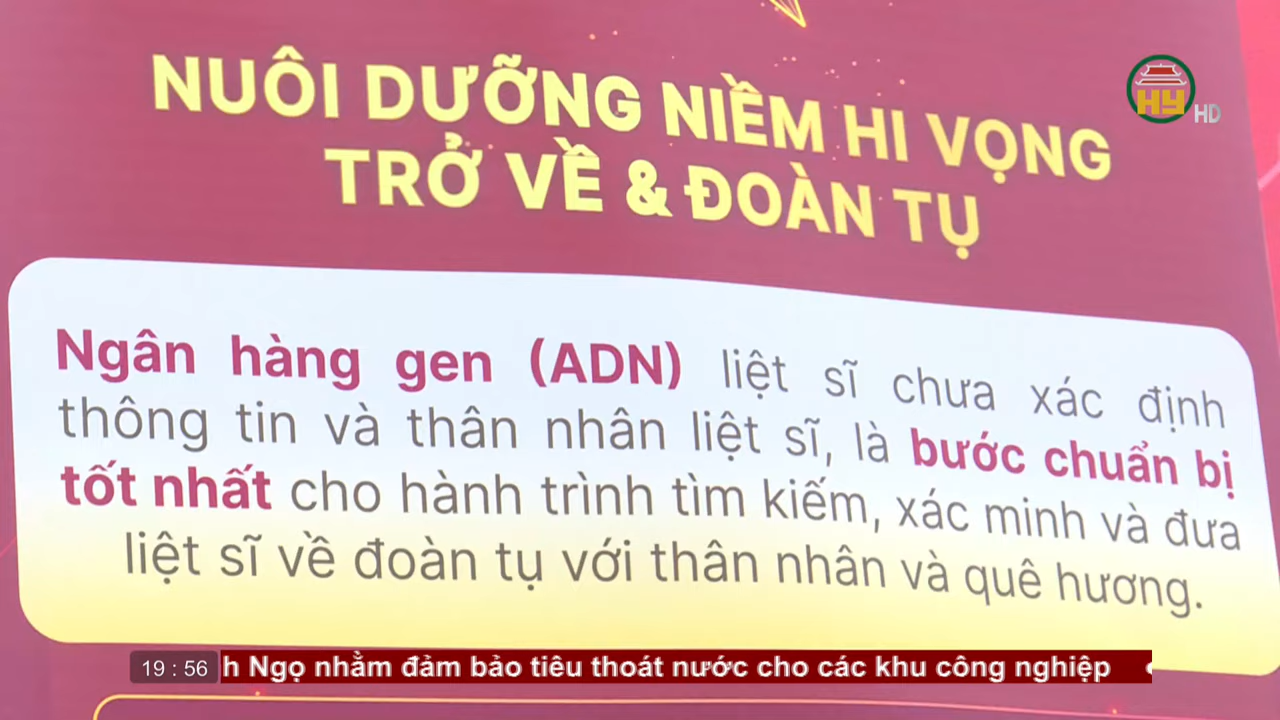 NUÔI DƯỠNG NIỀM HI VỌNG
TRỞ VỀ & ĐOÀN TỤ
HY HD
Ngân hàng gen (ADN) liệt sĩ chưa xác định
thông tin và thân nhân liệt sĩ, là bước chuẩn bị
tốt nhất cho hành trình tìm kiếm, xác minh và đưa
liệt sĩ về đoàn tụ với thân nhân và quê hương.
19 : 56 h Ngọ nhằm đảm bảo tiêu thoát nước cho các khu công nghiệp